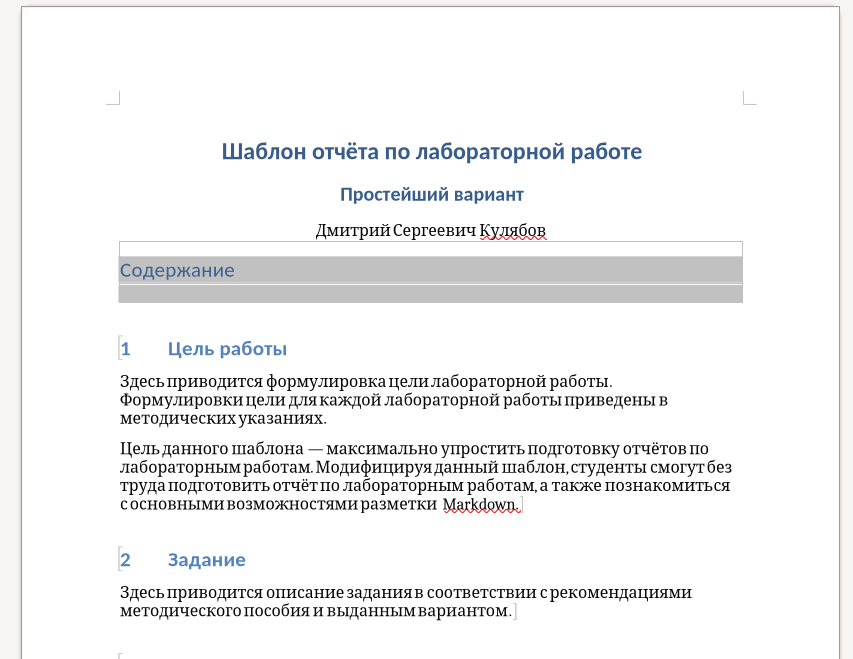 Шаблон отчёта по лабораторной работе
Простейший вариант
Дмитрий Сергеевич Кулябов
Содержание
1 Цель работы
Здесь приводится формулировка цели лабораторной работы.
Формулировки цели для каждой лабораторной работы приведены в
методических указаниях.
Цель данного шаблона — максимально упростить подготовку отчётов по
лабораторным работам. Модифицируя данный шаблон, студенты смогут без
труда подготовить отчёт по лабораторным работам, а также познакомиться
с основными возможностями разметки Markdown.
2 Задание
Здесь приводится описание задания в соответствии с рекомендациями
методического пособия и выданным вариантом.